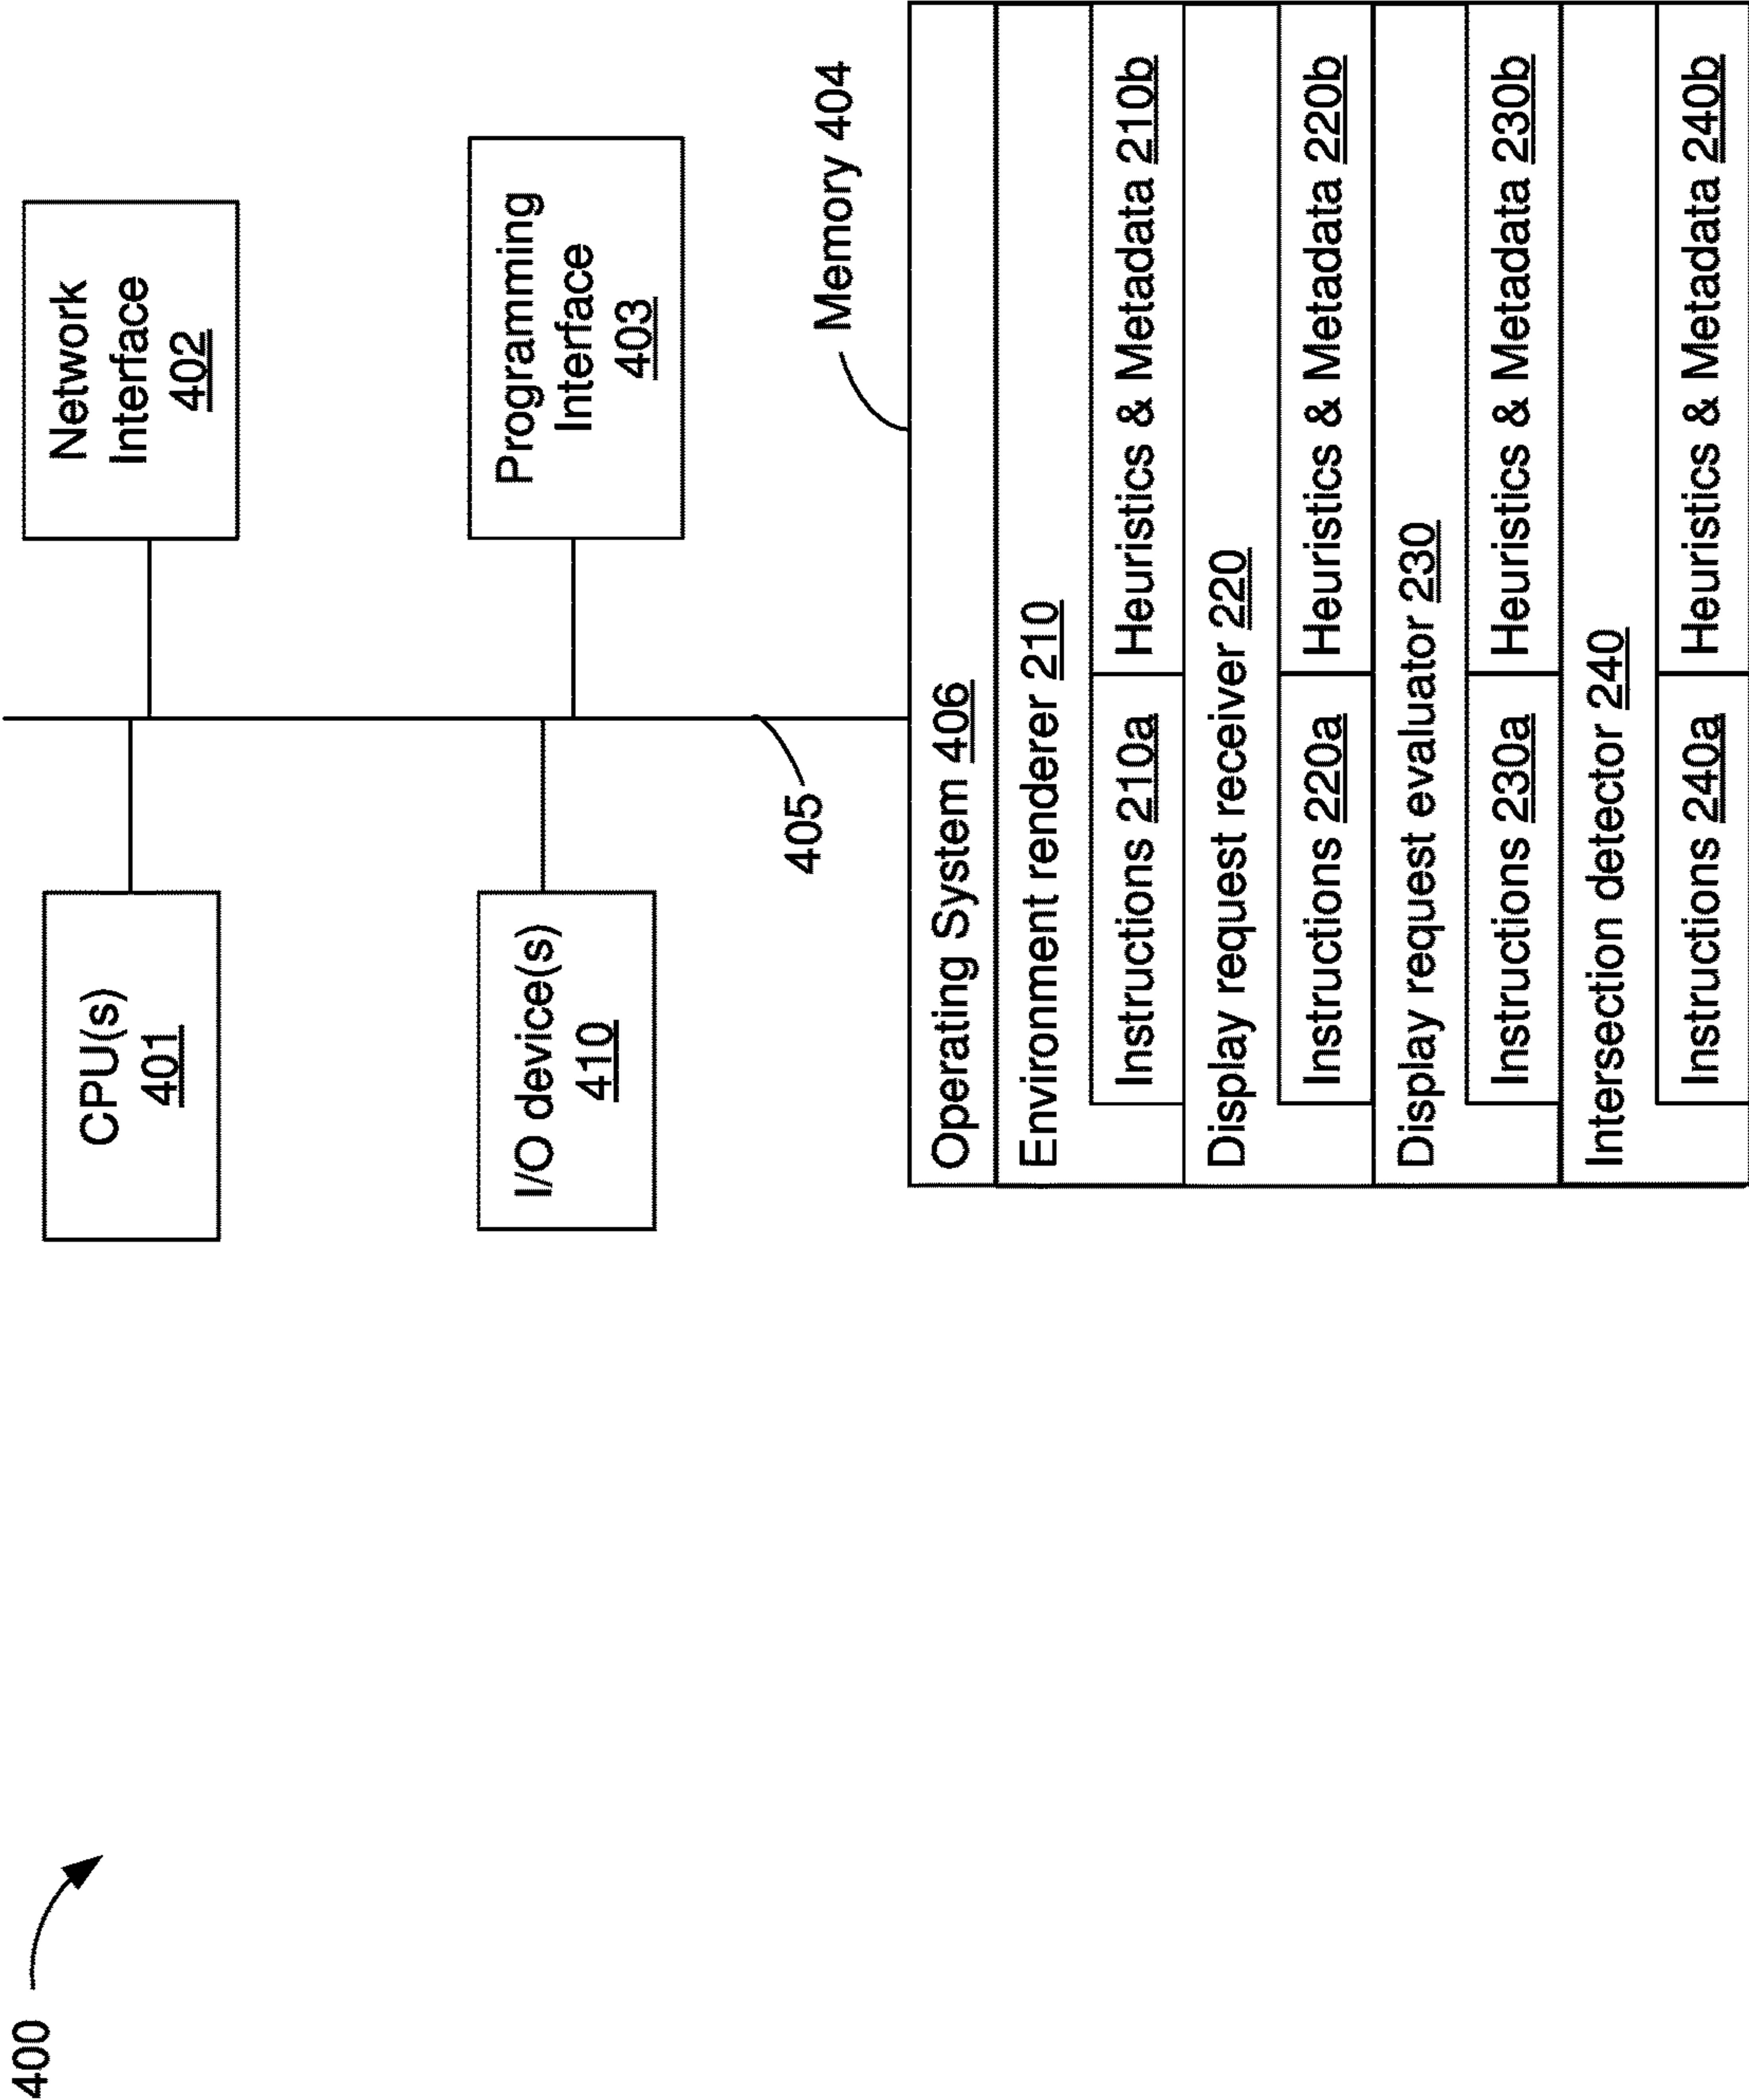 400
CPU(s)
401
Network
Interface
402
I/O device(s)
410
Programming
Interface
403
405
Memory 404
Operating System 406
Environment renderer 210
Instructions 210a
Heuristics & Metadata 210b
Display request receiver 220
Instructions 220a
Heuristics & Metadata 220b
Display request evaluator 230
Instructions 230a
Heuristics & Metadata 230b
Intersection detector 240
Instructions 240a
Heuristics & Metadata 240b